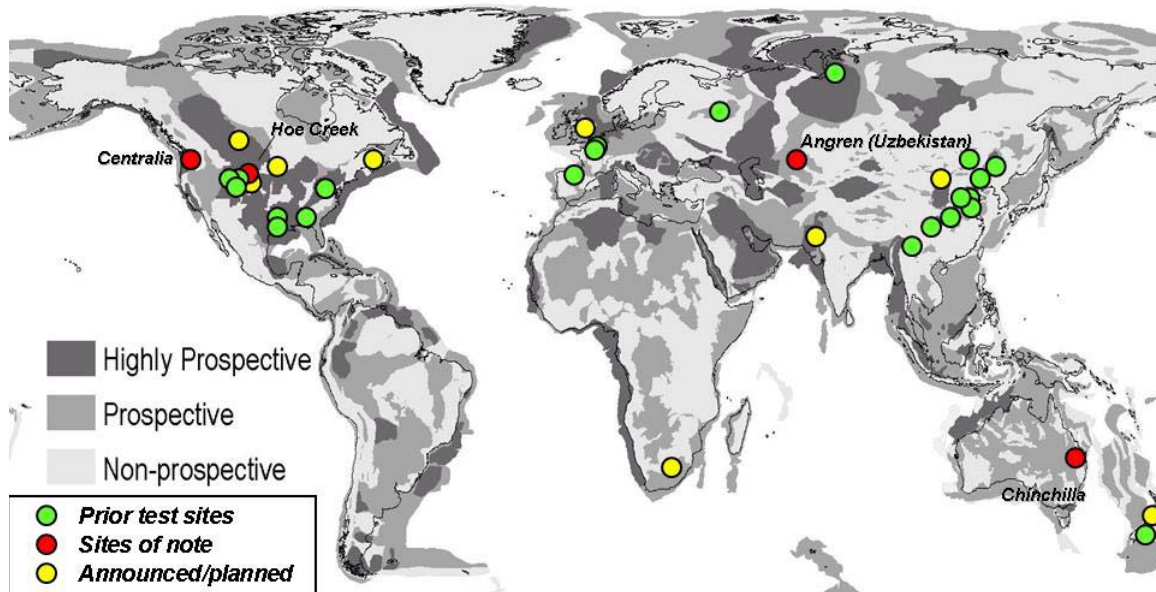 Hoe Creek
Centralia
Angren (Uzbekistan)
Highly Prospective
Prospective
Non-prospective
Chinchilla
Prior test sites
Sites of note
Announced/planned